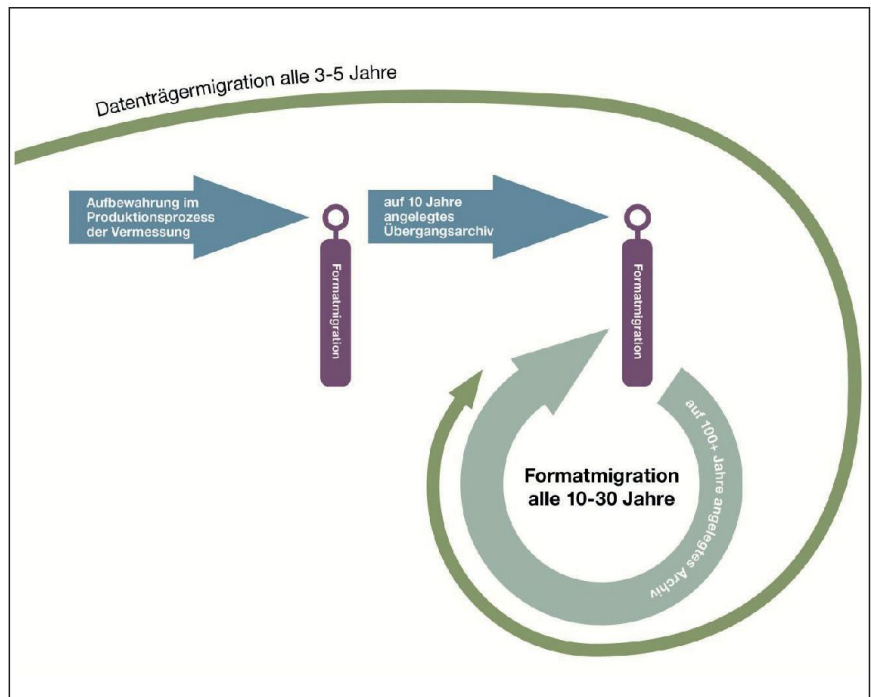 Datenträgermigration alle 3-5 Jahre
Aufbewahrung im
Produktionsprozess
der Vermessung
Formatmigration
auf 10 Jahre
angelegtes
Übergangsarchiv
Formatmigration
auf 100+ Jahre angelegtes Archiv
Formatmigration
alle 10-30 Jahre